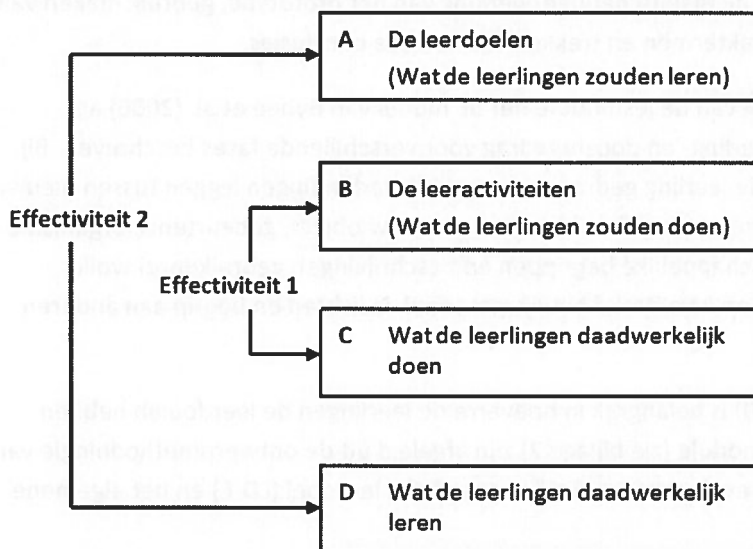 A De leerdoelen
(Wat de leerlingen zouden leren)
B De leeractiviteiten
(Wat de leerlingen zouden doen)
Effectiviteit 2
Effectiviteit 1
C Wat de leerlingen daadwerkelijk
doen
D Wat de leerlingen daadwerkelijk
leren